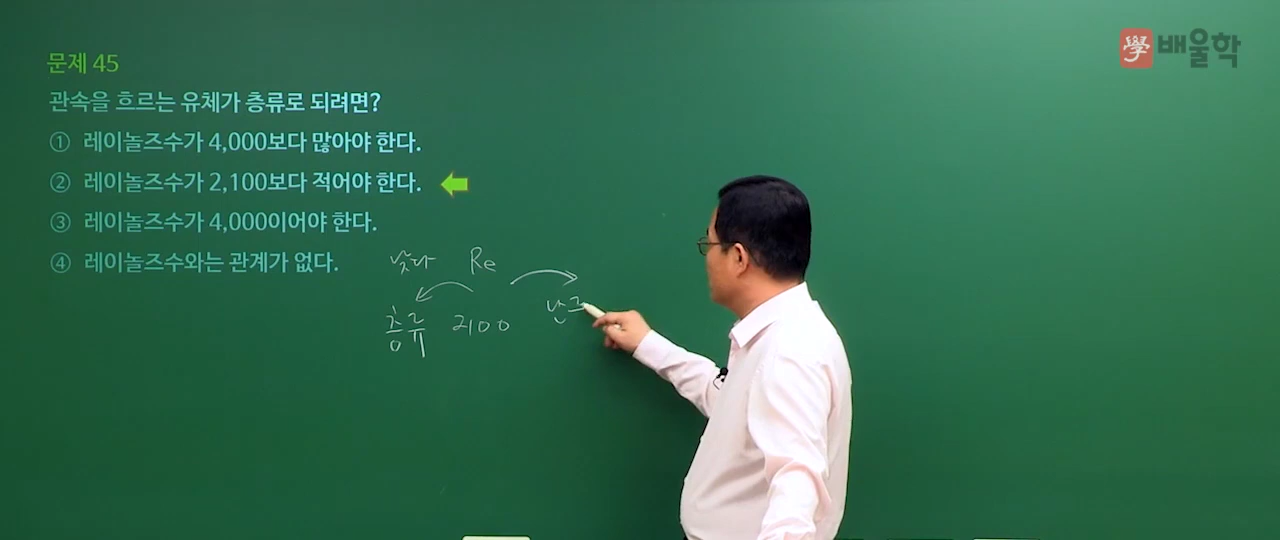 學 배울학
문제 45
관속을 흐르는 유체가 층류로 되려면?
① 레이놀즈수가 4,000보다 많아야 한다.
② 레이놀즈수가 2,100보다 적어야 한다.
③ 레이놀즈수가 4,000이어야 한다.
④ 레이놀즈수와는 관계가 없다.
낮다 Re
층류 2100 난